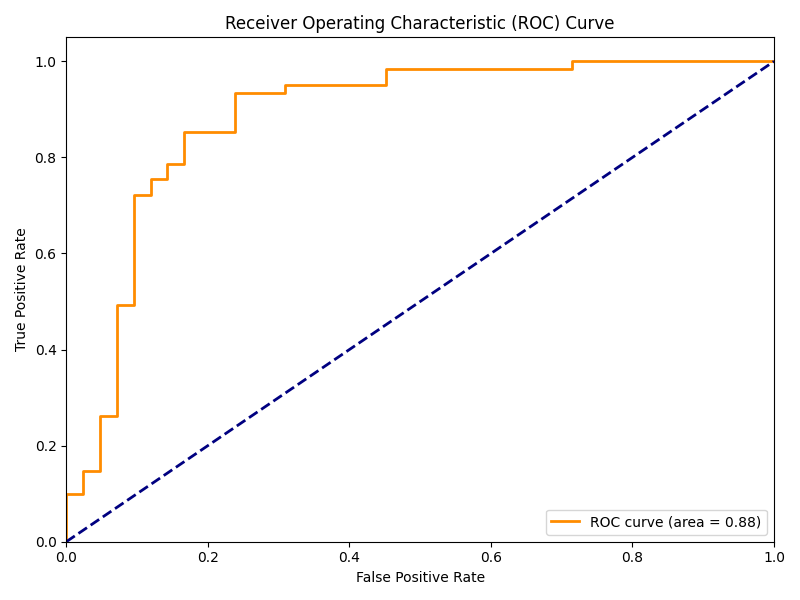 Receiver Operating Characteristic (ROC) Curve
1.0
0.8
0.6
0.4
0.2
0.0
True Positive Rate
ROC curve (area = 0.88)
0.0 0.2 0.4 0.6 0.8 1.0
False Positive Rate